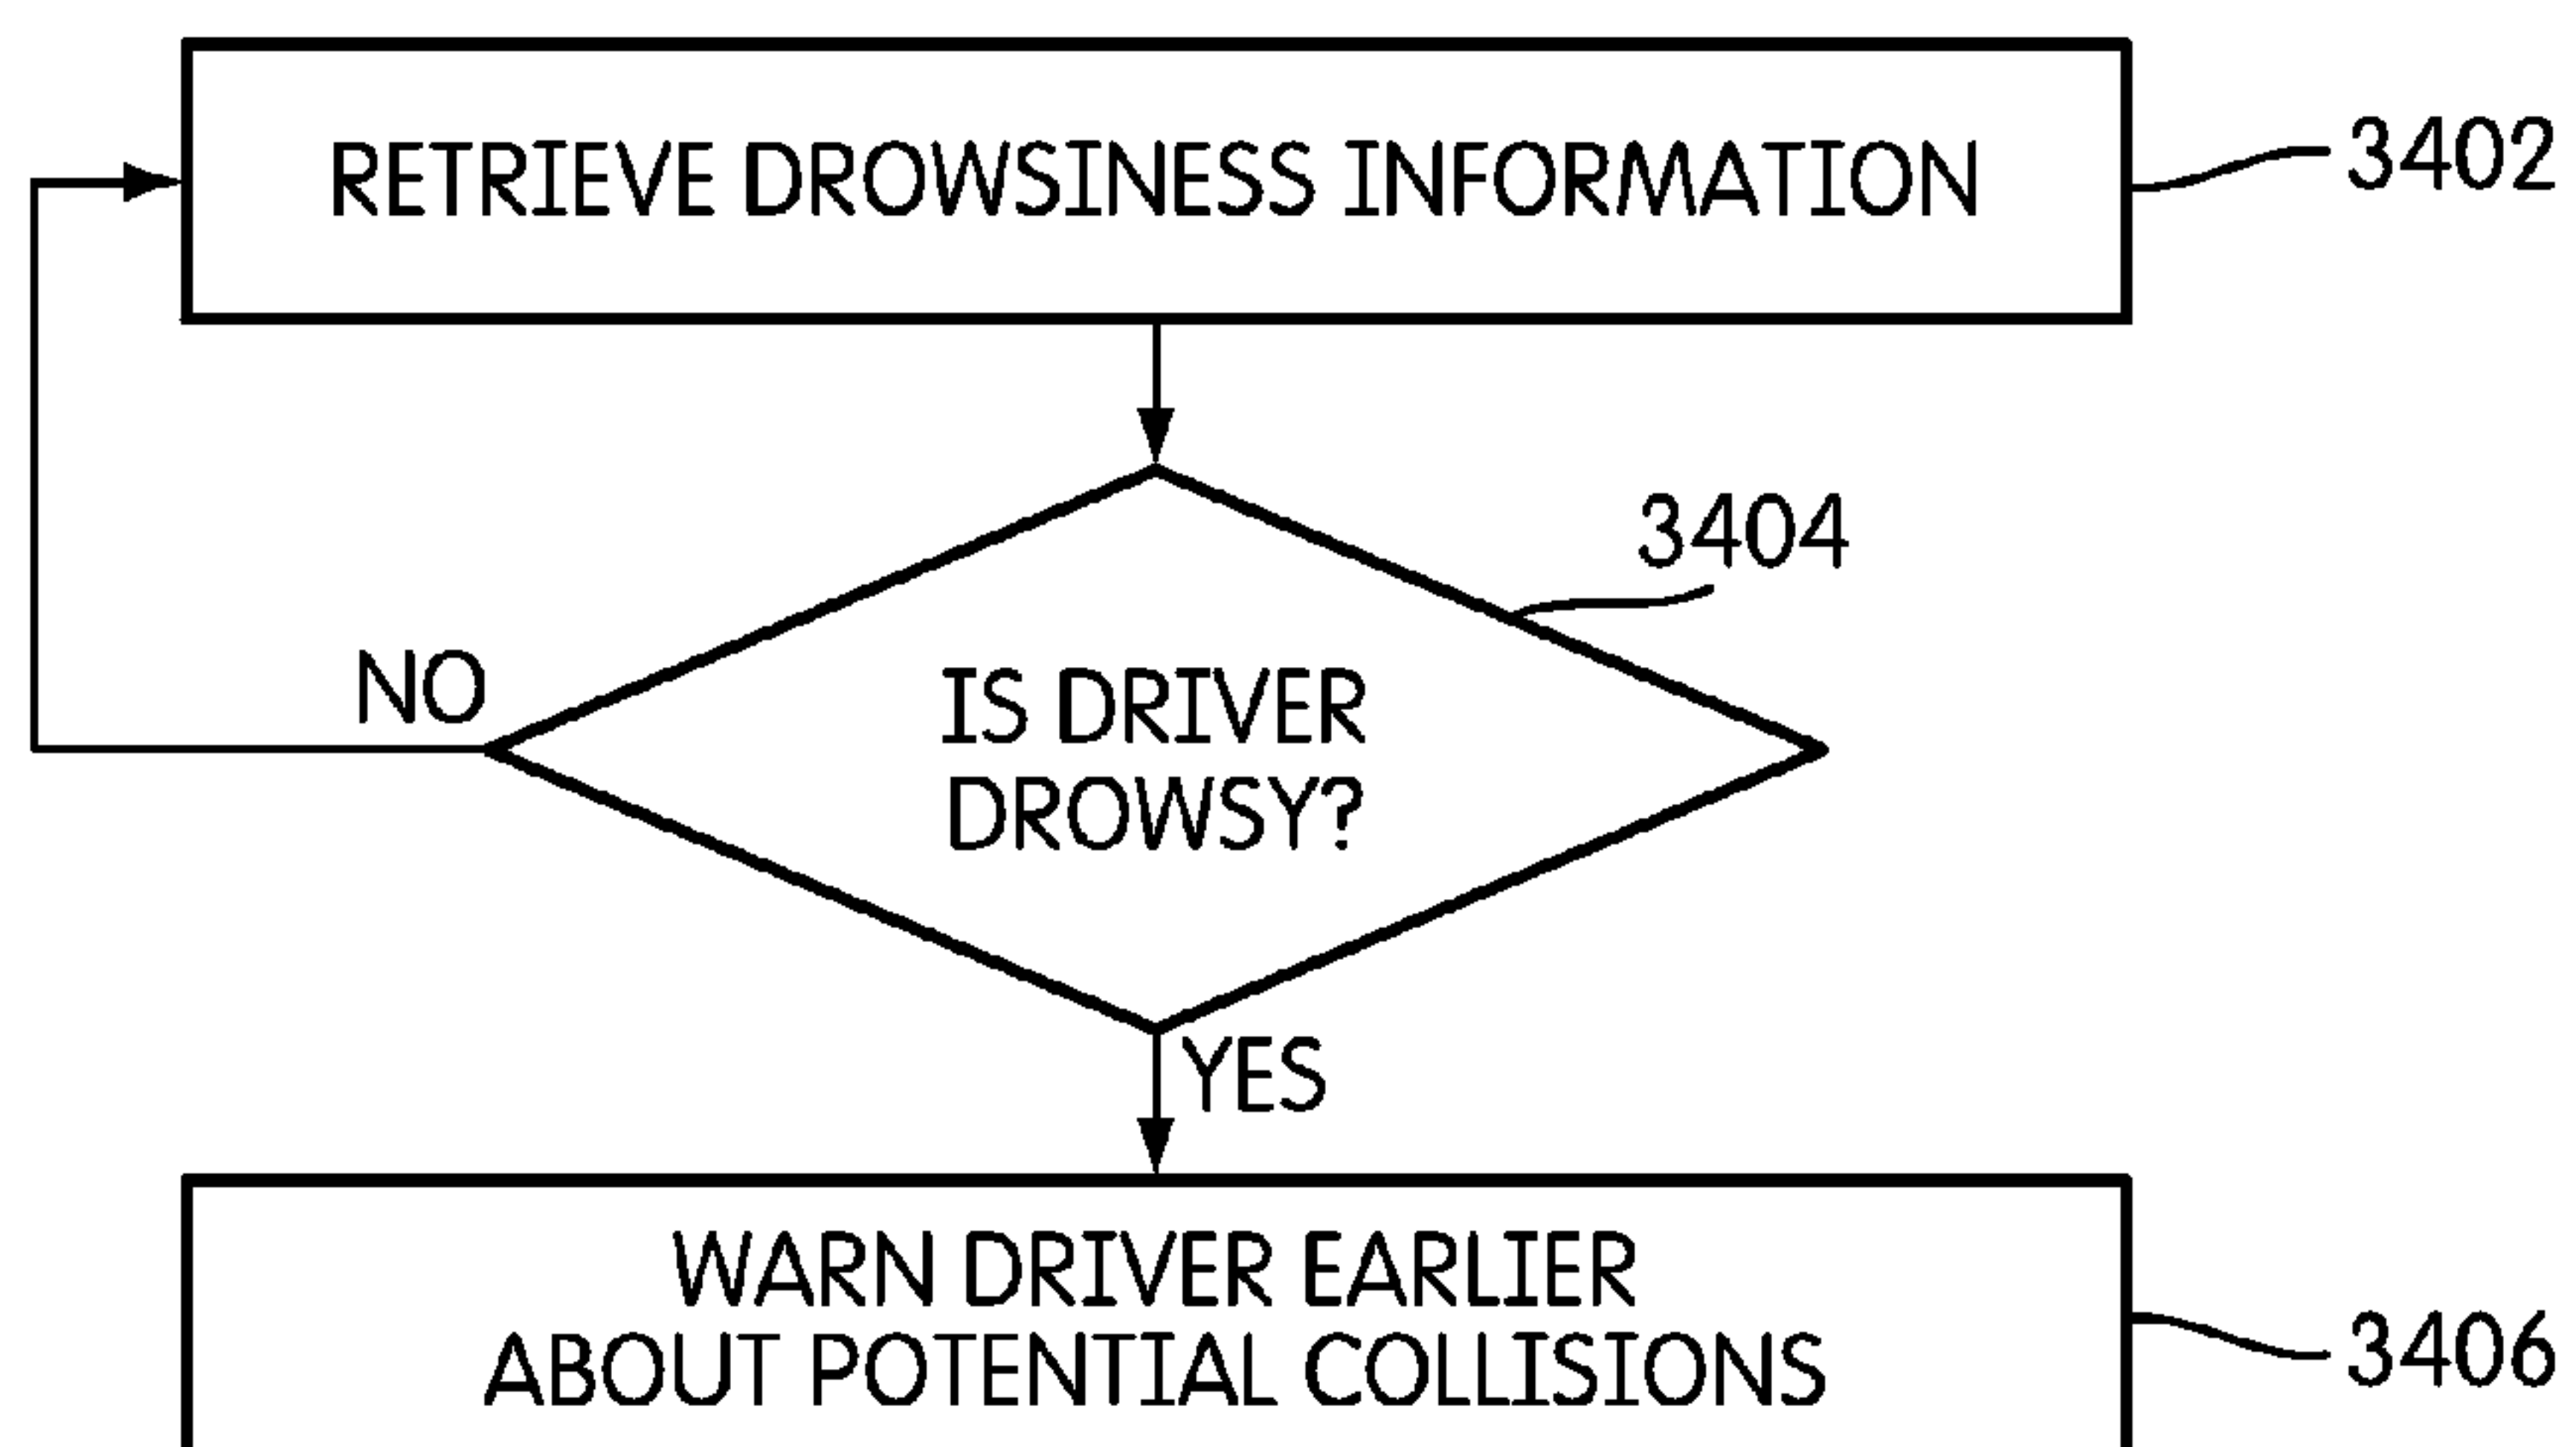 RETRIEVE DROWSINESS INFORMATION
3402
3404
NO
IS DRIVER
DROWSY?
YES
WARN DRIVER EARLIER
ABOUT POTENTIAL COLLISIONS
3406